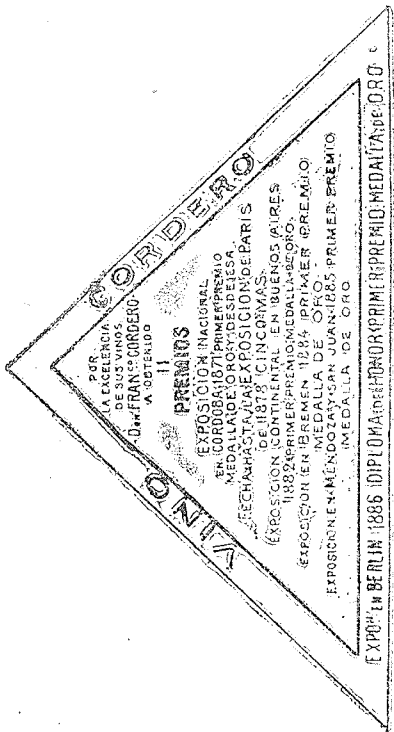 VINO CORDERO
POR
LA EXCELENCIA
DE SUS VINOS
Dn FRANco CORDERO
A OBTENIDO
11
PREMIOS
EXPOSICION NACIONAL
EN CORDOBA 1871 PRIMER PREMIO
MEDALLA DE ORO Y DESDE ESA
FECHA HASTA LA EXPOSICION DE PARIS
DE 1878 CINCO MAS.
EXPOSICION CONTINENTAL EN BUENOS AIRES
1882 PRIMER PREMIO MEDALLA DE ORO.
EXPOSICION EN BREMEN 1884 PRIMER PREMIO
MEDALLA DE ORO.
EXPOSICION EN MENDOZA Y SAN JUAN 1885 PRIMER PREMIO
MEDALLA DE ORO
EXPOn EN BERLIN 1886 DIPLOMA DE HONOR PRIMER PREMIO MEDALLA DE ORO